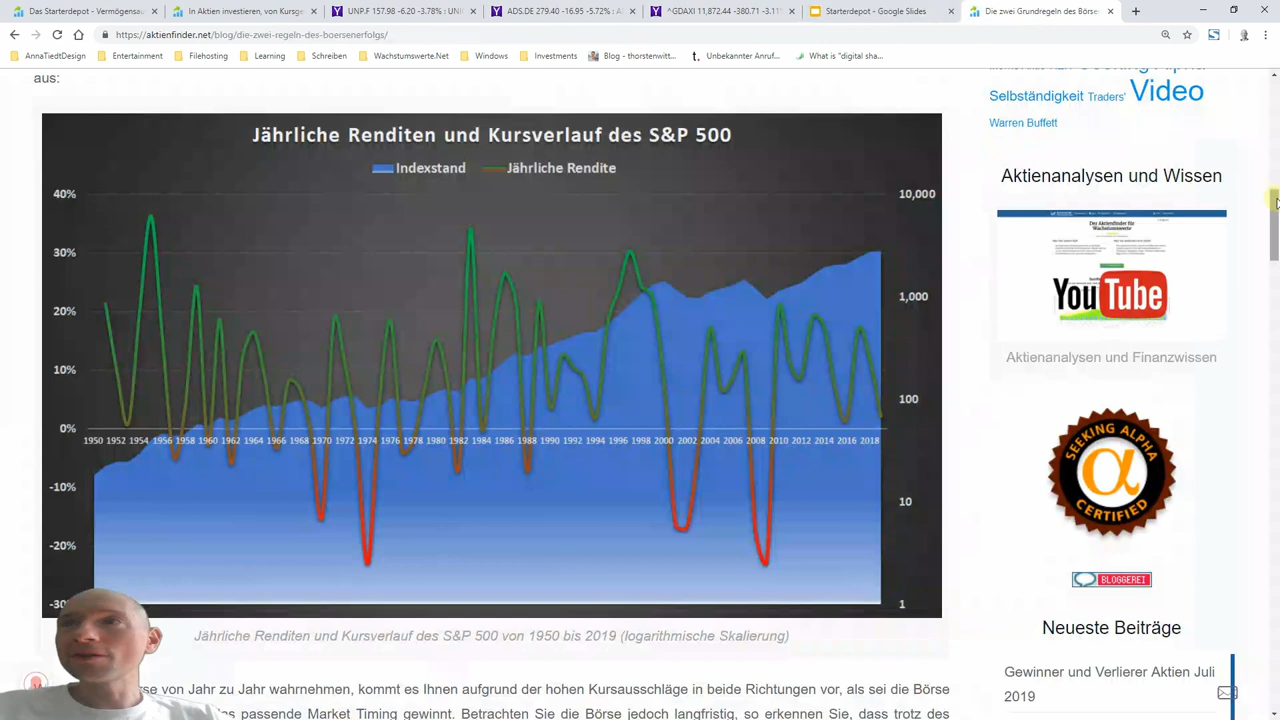 Das Starterdepot - Vermögensau
In Aktien investieren, von Kursge
UNP.F 157.98 -6.20 -3.78% : UNI
ADS.DE 279.40 -16.95 -5.72% : A
^GDAXI 11,872.44 -380.71 -3.11
Starterdepot - Google Slides
Die zwei Grundregeln des Börse
https://aktienfinder.net/blog/die-zwei-regeln-des-boersenerfolgs/
AnnaTiedtDesign
Entertainment
Filehosting
Learning
Schreiben
Wachstumswerte.Net
Windows
Investments
Blog - thorstenwitt...
Unbekannter Anruf...
What is "digital sha...
aus:
Selbständigkeit Traders' Video
Warren Buffett
Jährliche Renditen und Kursverlauf des S&P 500
Indexstand Jährliche Rendite
40% 10,000
30%
20% 1,000
10% 100
0%
1950 1952 1954 1956 1958 1960 1962 1964 1966 1968 1970 1972 1974 1976 1978 1980 1982 1984 1986 1988 1990 1992 1994 1996 1998 2000 2002 2004 2006 2008 2010 2012 2014 2016 2018
-10% 10
-20%
-30 1
Jährliche Renditen und Kursverlauf des S&P 500 von 1950 bis 2019 (logarithmische Skalierung)
rse von Jahr zu Jahr wahrnehmen, kommt es Ihnen aufgrund der hohen Kursausschläge in beide Richtungen vor, als sei die Börse
as passende Market Timing gewinnt. Betrachten Sie die Börse jedoch langfristig, so erkennen Sie, dass trotz des
Aktienanalysen und Wissen
Der Aktienfinder für
Wachstumswerte
YouTube
Aktienanalysen und Finanzwissen
SEEKING ALPHA
α
CERTIFIED
BLOGGEREI
Neueste Beiträge
Gewinner und Verlierer Aktien Juli
2019